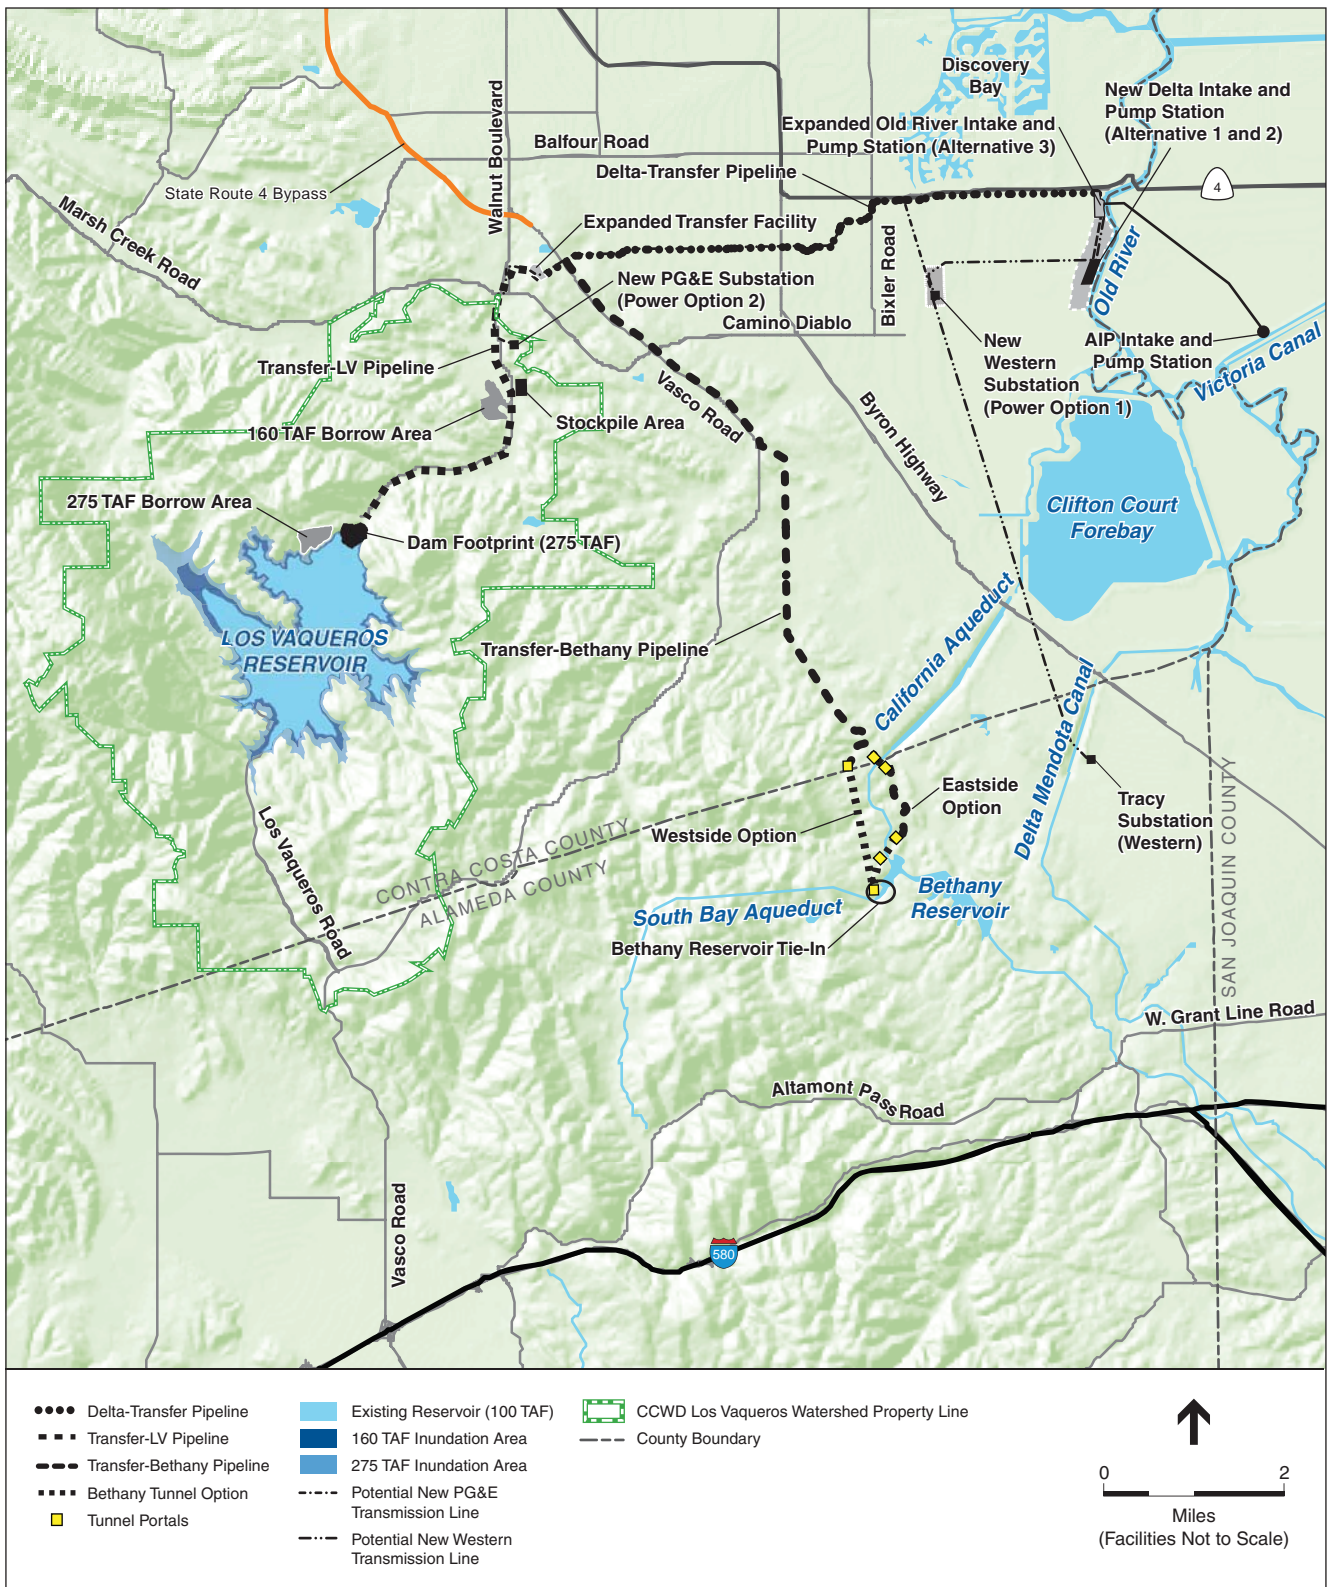 Discovery
Bay
New Delta Intake and
Pump Station
(Alternative 1 and 2)
Expanded Old River Intake and
Pump Station (Alternative 3)
Walnut Boulevard
Balfour Road
Delta-Transfer Pipeline
State Route 4 Bypass
4
Marsh Creek Road
Expanded Transfer Facility
Old River
Bixler Road
New PG&E Substation
(Power Option 2)
Camino Diablo
New
Western
Substation
(Power Option 1)
AIP Intake and
Pump Station
Victoria Canal
Transfer-LV Pipeline
Vasco Road
Byron Highway
Stockpile Area
160 TAF Borrow Area
275 TAF Borrow Area
Clifton Court
Forebay
Dam Footprint (275 TAF)
LOS VAQUEROS
RESERVOIR
Transfer-Bethany Pipeline
California Aqueduct
Delta Mendota Canal
Eastside
Option
Tracy
Substation
(Western)
SAN JOAQUIN COUNTY
Westside Option
Los Vaqueros Road
CONTRA COSTA COUNTY
ALAMEDA COUNTY
Bethany
Reservoir
South Bay Aqueduct
Bethany Reservoir Tie-In
W. Grant Line Road
Altamont Pass Road
Vasco Road
580
Delta-Transfer Pipeline
Transfer-LV Pipeline
Transfer-Bethany Pipeline
Bethany Tunnel Option
Tunnel Portals
Existing Reservoir (100 TAF)
160 TAF Inundation Area
275 TAF Inundation Area
Potential New PG&E
Transmission Line
Potential New Western
Transmission Line
CCWD Los Vaqueros Watershed Property Line
County Boundary
0 2
Miles
(Facilities Not to Scale)